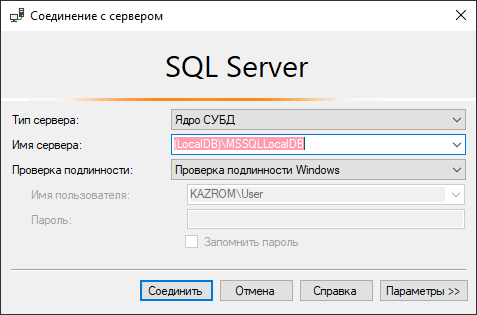 Соединение с сервером
SQL Server
Тип сервера: Ядро СУБД
Имя сервера: (LocalDB)\MSSQLLocalDB
Проверка подлинности: Проверка подлинности Windows
Имя пользователя: KAZROM\User
Пароль:
Запомнить пароль
Соединить Отмена Справка Параметры >>